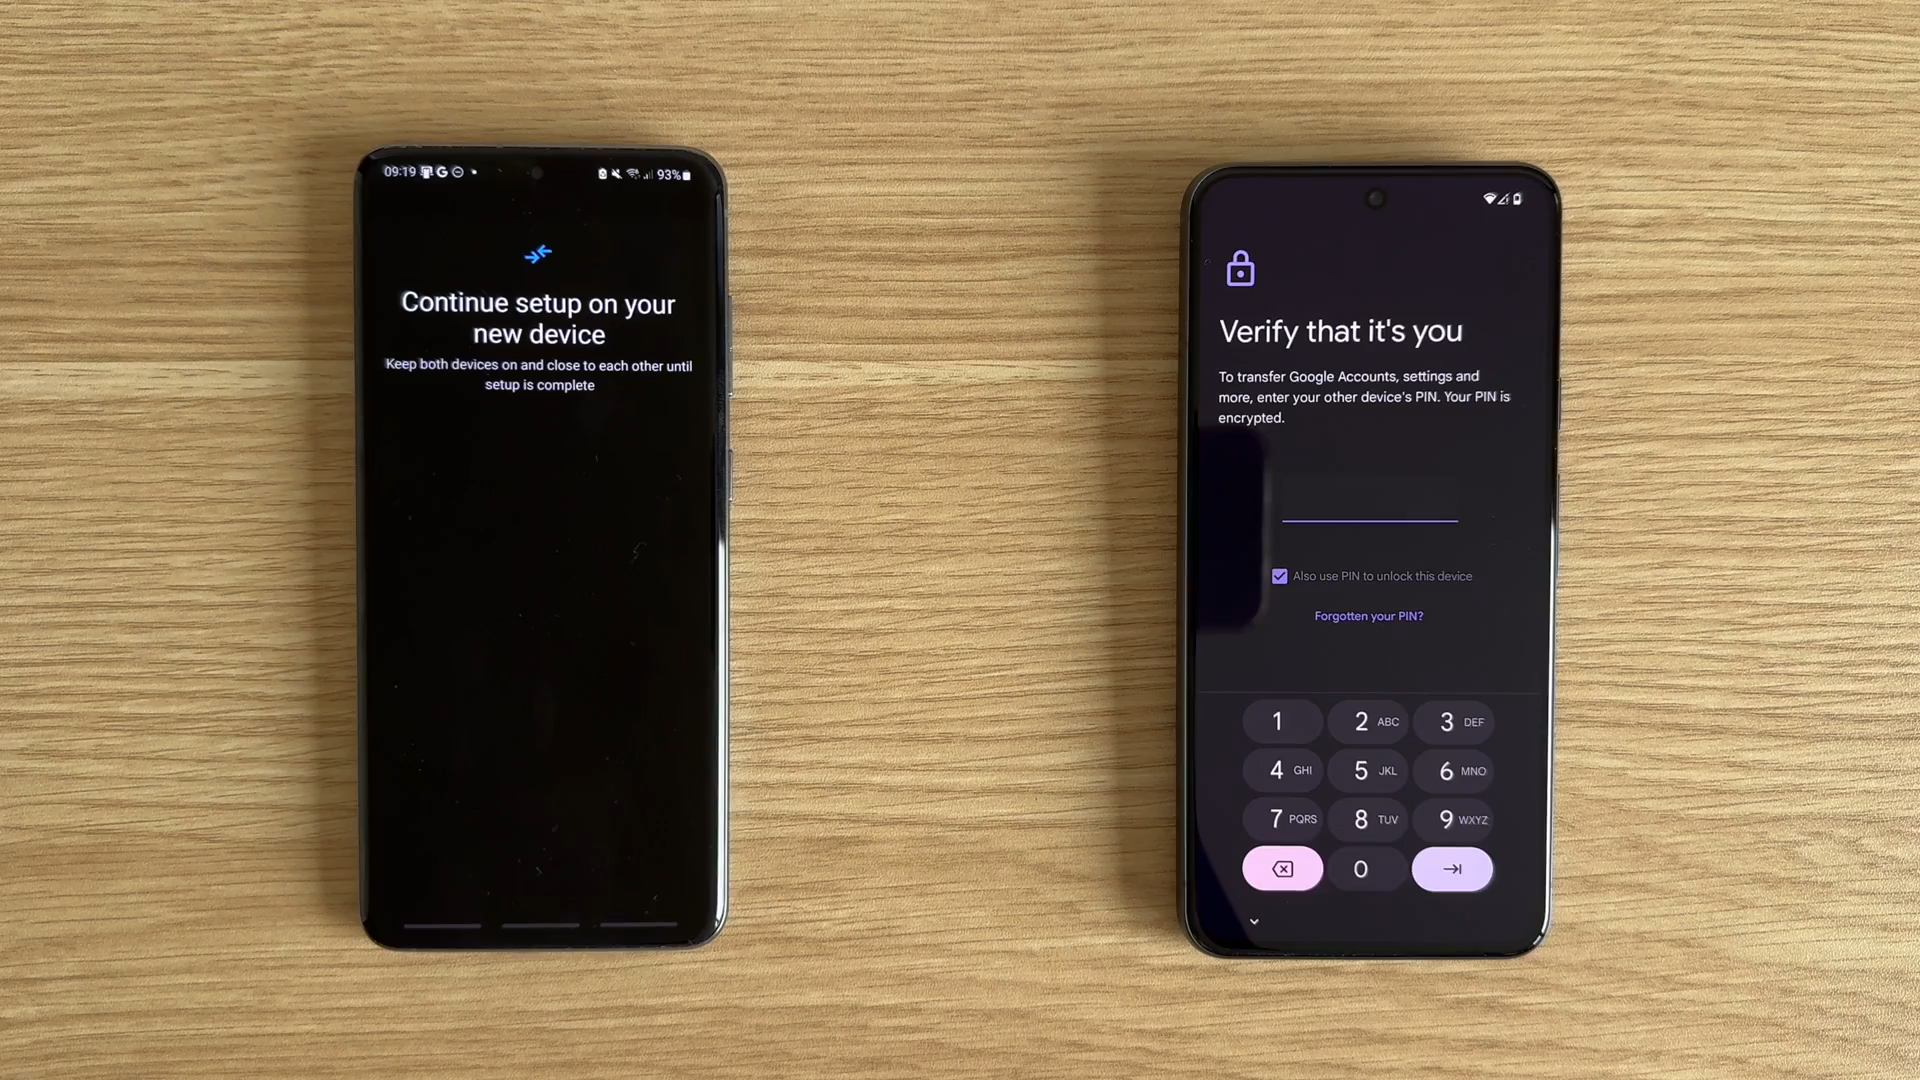 09:19 G 93%
Continue setup on your
new device
Keep both devices on and close to each other until
setup is complete
Verify that it's you
To transfer Google Accounts, settings and
more, enter your other device's PIN. Your PIN is
encrypted.
Also use PIN to unlock this device
Forgotten your PIN?
1 2 ABC 3 DEF
4 GHI 5 JKL 6 MNO
7 PQRS 8 TUV 9 WXYZ
0